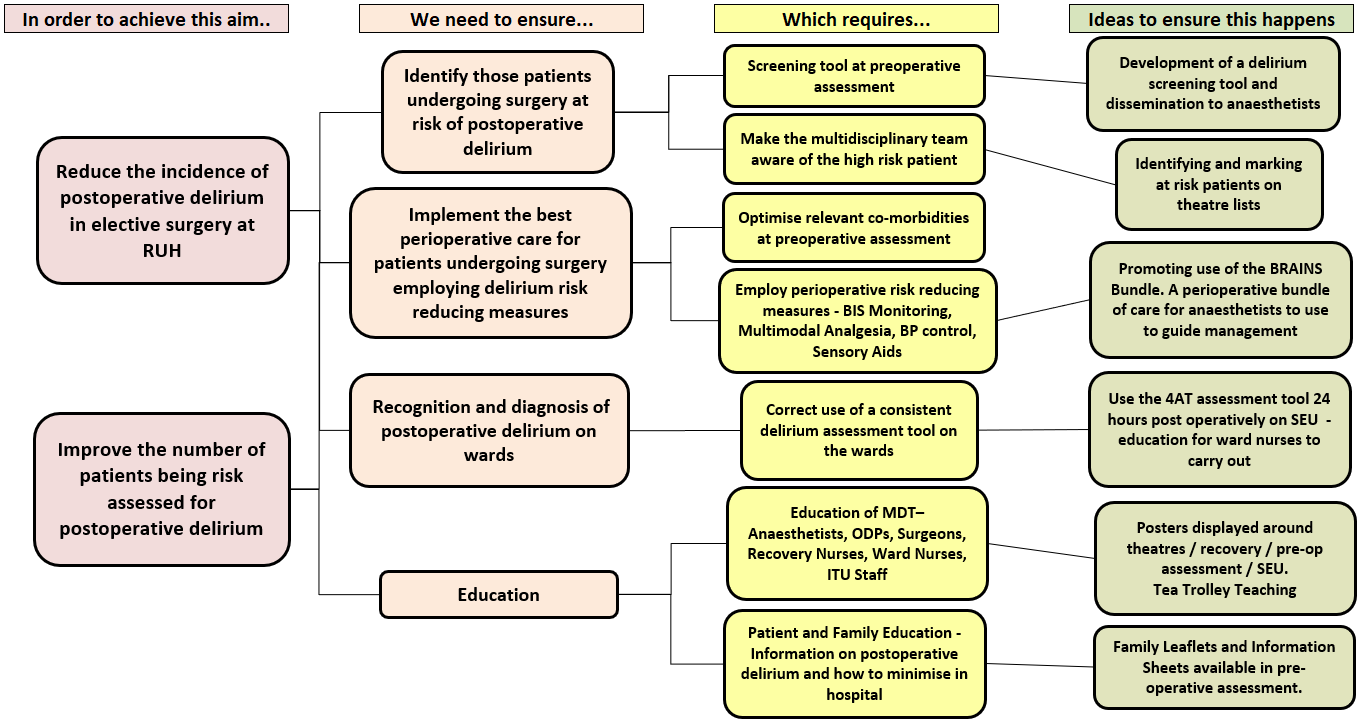 In order to achieve this aim..
We need to ensure...
Which requires...
Ideas to ensure this happens
Reduce the incidence of
postoperative delirium
in elective surgery at
RUH
Improve the number of
patients being risk
assessed for
postoperative delirium
Identify those patients
undergoing surgery at
risk of postoperative
delirium
Implement the best
perioperative care for
patients undergoing surgery
employing delirium risk
reducing measures
Recognition and diagnosis of
postoperative delirium on
wards
Education
Screening tool at preoperative
assessment
Make the multidisciplinary team
aware of the high risk patient
Optimise relevant co-morbidities
at preoperative assessment
Employ perioperative risk reducing
measures - BIS Monitoring,
Multimodal Analgesia, BP control,
Sensory Aids
Correct use of a consistent
delirium assessment tool on
the wards
Education of MDT–
Anaesthetists, ODPs, Surgeons,
Recovery Nurses, Ward Nurses,
ITU Staff
Patient and Family Education -
Information on postoperative
delirium and how to minimise in
hospital
Development of a delirium
screening tool and
dissemination to anaesthetists
Identifying and marking
at risk patients on
theatre lists
Promoting use of the BRAINS
Bundle. A perioperative bundle
of care for anaesthetists to use
to guide management
Use the 4AT assessment tool 24
hours post operatively on SEU -
education for ward nurses to
carry out
Posters displayed around
theatres / recovery / pre-op
assessment / SEU.
Tea Trolley Teaching
Family Leaflets and Information
Sheets available in pre-
operative assessment.